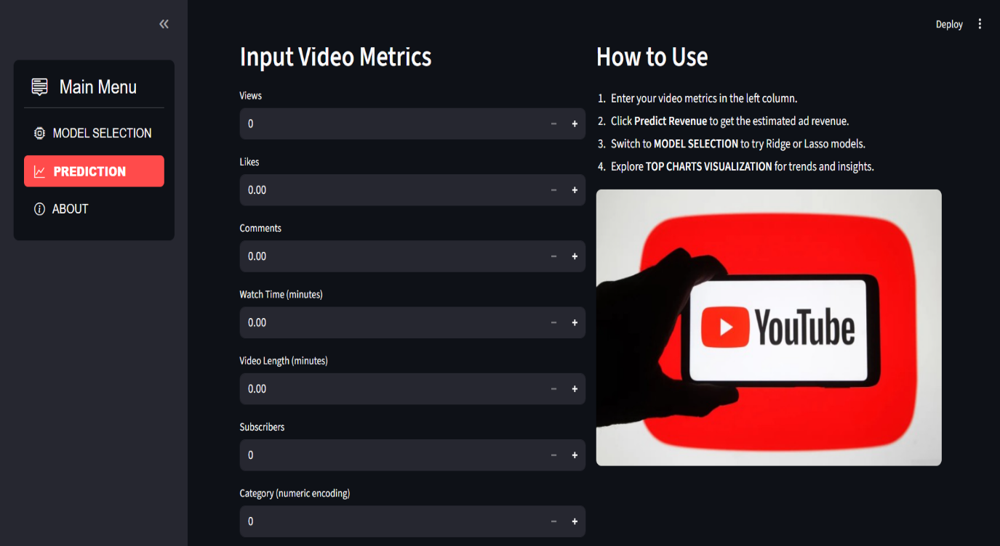 Deploy
Main Menu
MODEL SELECTION
PREDICTION
ABOUT
Input Video Metrics
Views
0
Likes
0.00
Comments
0.00
Watch Time (minutes)
0.00
Video Length (minutes)
0.00
Subscribers
0
Category (numeric encoding)
0
How to Use
1. Enter your video metrics in the left column.
2. Click Predict Revenue to get the estimated ad revenue.
3. Switch to MODEL SELECTION to try Ridge or Lasso models.
4. Explore TOP CHARTS VISUALIZATION for trends and insights.
YouTube